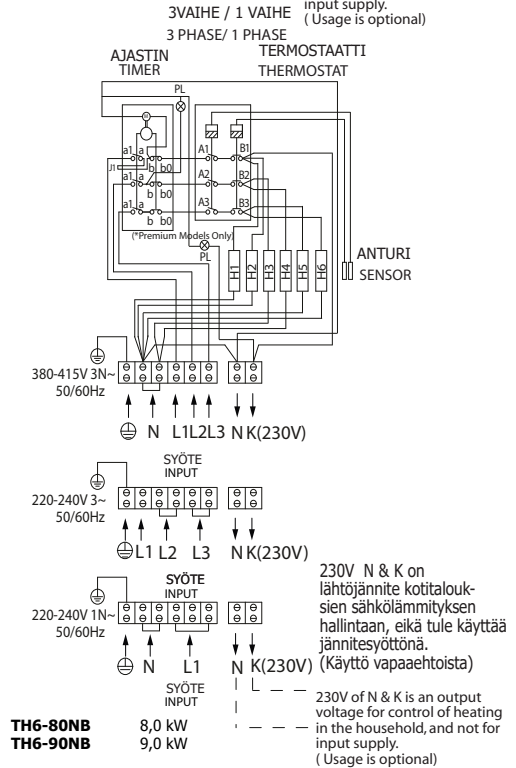 input supply.
3VAIHE / 1 VAIHE
( Usage is optional)
3 PHASE/ 1 PHASE
AJASTIN
TIMER
TERMOSTAATTI
THERMOSTAT
PL
M
a1 a
A1
B1
J1
b b0
a1 a
A2
B2
b b0
a1 a
A3
B3
b b0
(*Premium Models Only)
PL
H1 H2 H3 H4 H5 H6
ANTURI
SENSOR
380-415V 3N~
50/60Hz
N L1L2L3 N K(230V)
SYÖTE
INPUT
220-240V 3~
50/60Hz
L1 L2 L3 N K(230V)
SYÖTE
INPUT
220-240V 1N~
50/60Hz
N L1 N K(230V)
SYÖTE
INPUT
230V N & K on
lähtöjännite kotitalouk-
sien sähkölämmityksen
hallintaan, eikä tule käyttää
jännitesyöttönä.
(Käyttö vapaaehtoista)
230V of N & K is an output
voltage for control of heating
in the household, and not for
input supply.
( Usage is optional)
TH6-80NB 8,0 kW
TH6-90NB 9,0 kW